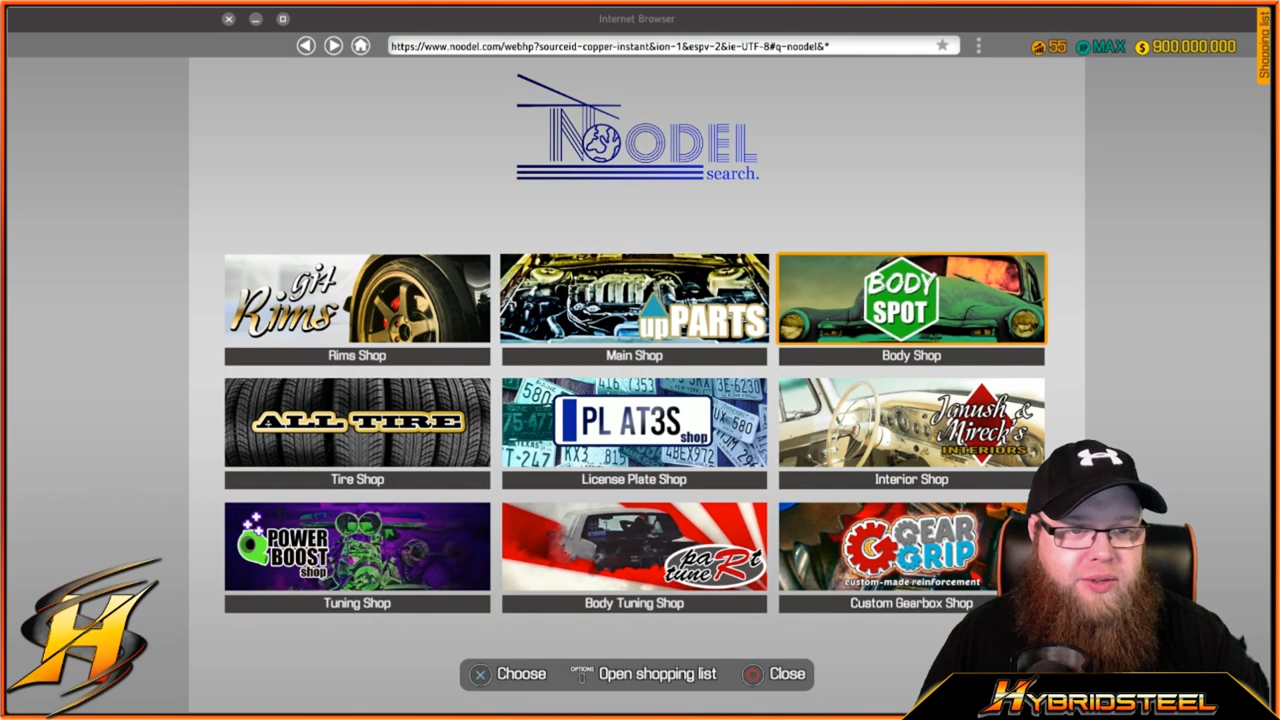 Internet Browser
https://www.noodel.com/webhp?sourceid-copper-instant&ion-1&espv-2&ie-UTF-8#q-noodel&*
55
XP MAX
$ 900,000,000
Shopping list
NOODEL
search.
gj4
Rims
upPARTS
BODY
SPOT
Rims Shop
Main Shop
Body Shop
ALL TIRE
PL AT3S
shop
Janush &
Mireck's
INTERIORS
Tire Shop
License Plate Shop
Interior Shop
POWER
BOOST
shop
paRt
tune
GEAR
GRIP
custom-made reinforcement
Tuning Shop
Body Tuning Shop
Custom Gearbox Shop
Choose
OPTIONS
Open shopping list
Close
H
HYBRIDSTEEL